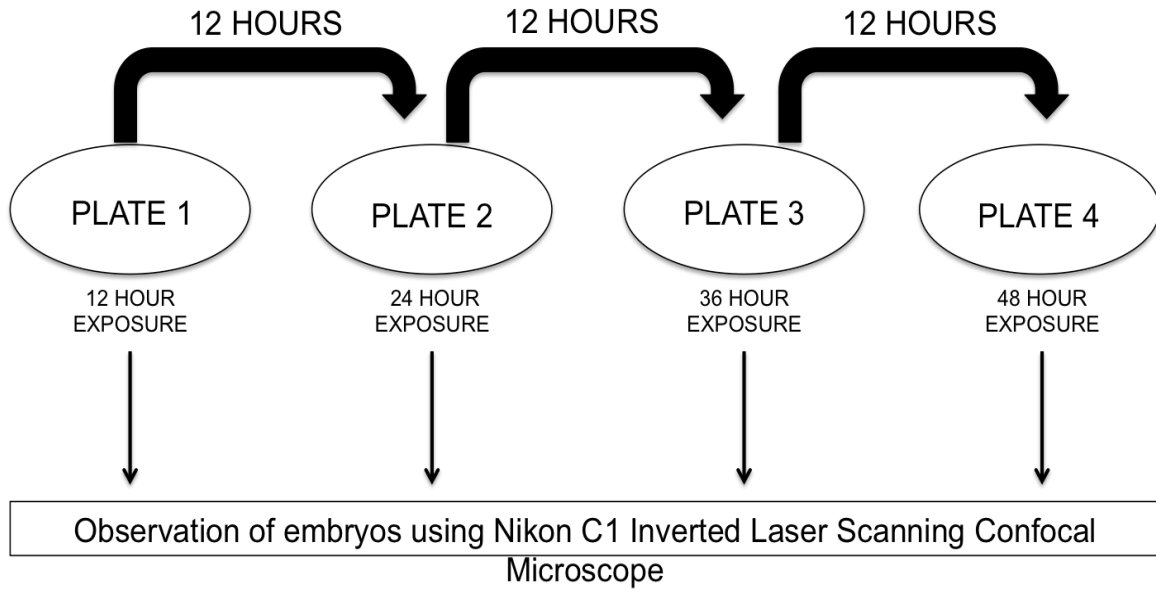 12 HOURS
12 HOURS
12 HOURS
PLATE 1
PLATE 2
PLATE 3
PLATE 4
12 HOUR
EXPOSURE
24 HOUR
EXPOSURE
36 HOUR
EXPOSURE
48 HOUR
EXPOSURE
Observation of embryos using Nikon C1 Inverted Laser Scanning Confocal
Microscope